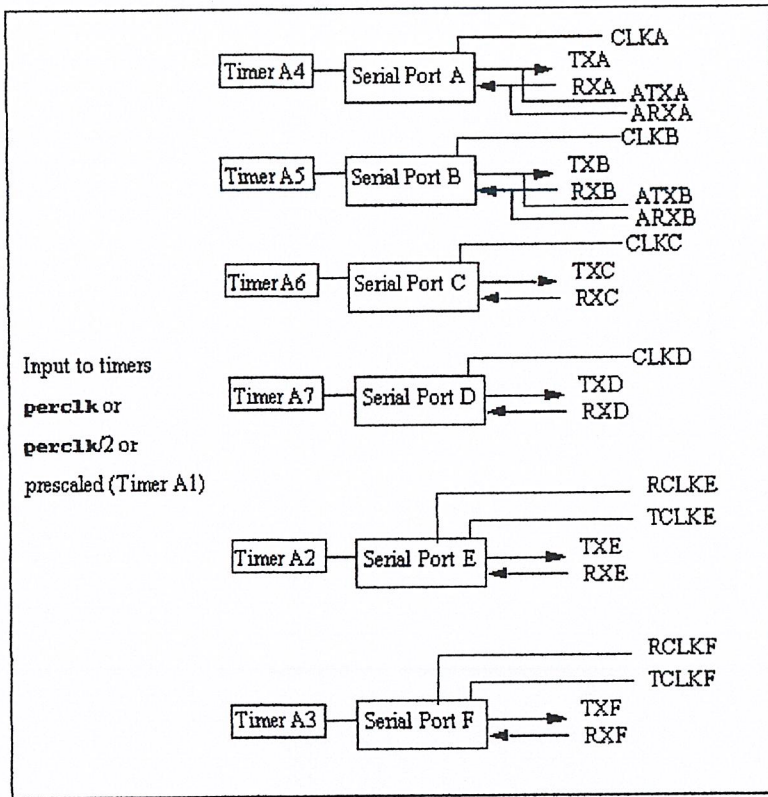 CLKA
Timer A4
Serial Port A
TXA
RXA
ATXA
ARXA
CLKB
Timer A5
Serial Port B
TXB
RXB
ATXB
ARXB
CLKC
Timer A6
Serial Port C
TXC
RXC
Input to timers
perclk or
perclk/2 or
prescaled (Timer A1)
CLKD
Timer A7
Serial Port D
TXD
RXD
RCLKE
TCLKE
Timer A2
Serial Port E
TXE
RXE
RCLKF
TCLKF
Timer A3
Serial Port F
TXF
RXF